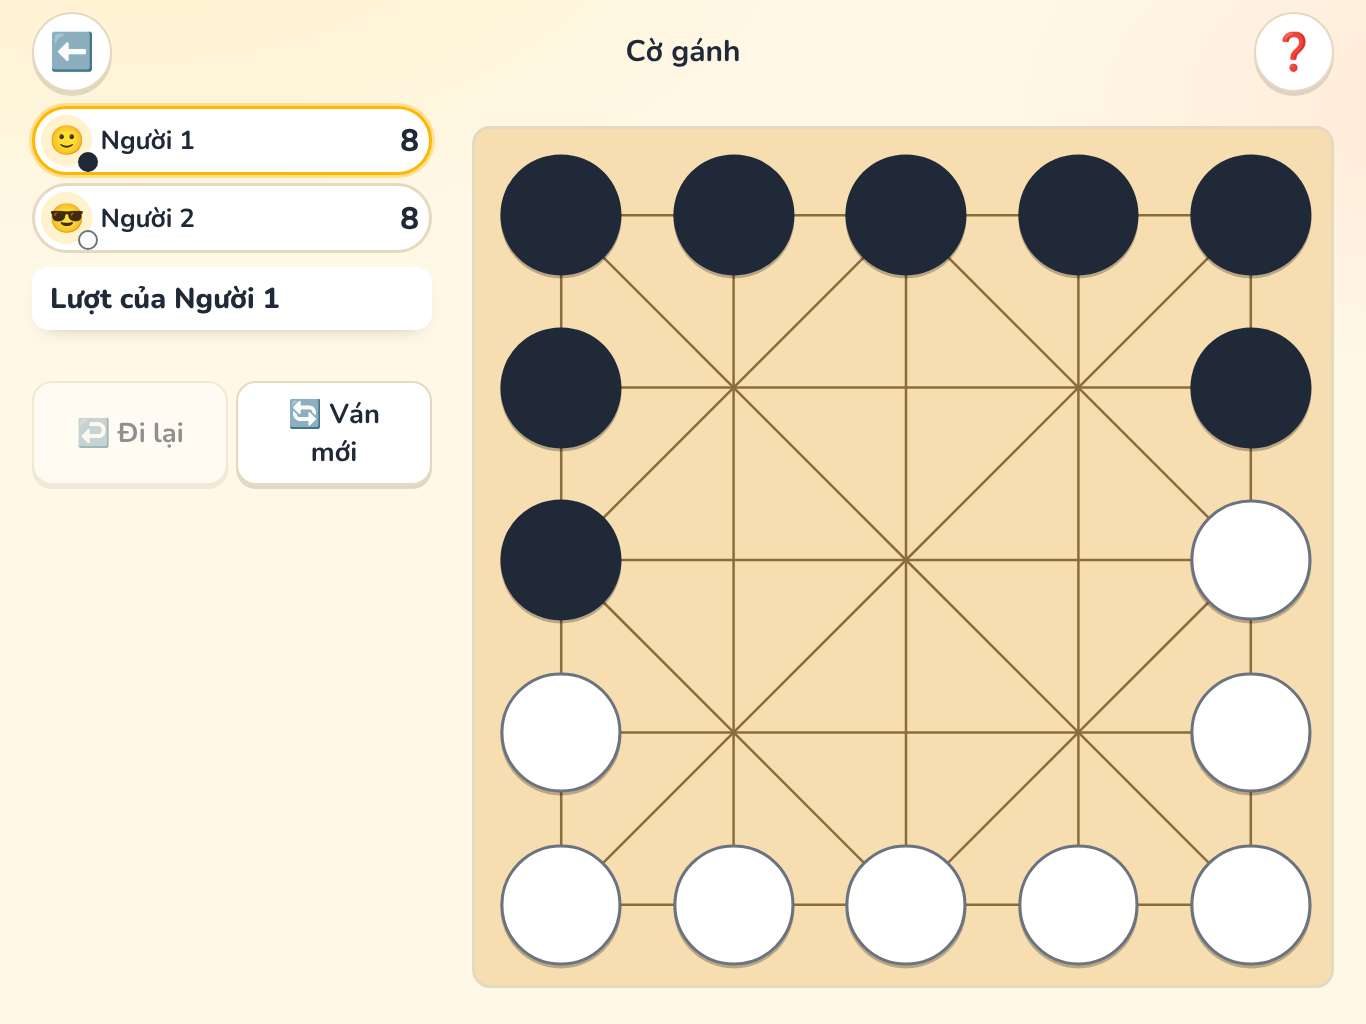 Cờ gánh
Người 1 8
Người 2 8
Lượt của Người 1
Đi lại
Ván
mới